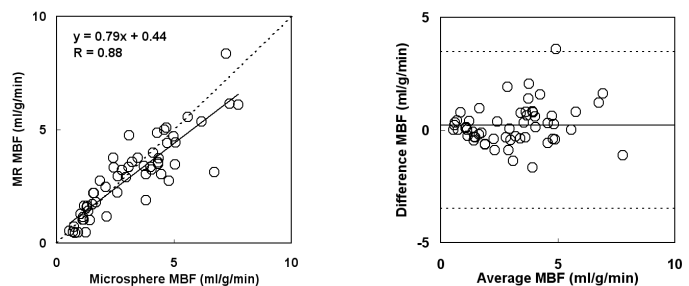 10
y = 0.79x + 0.44
R = 0.88
MR MBF (ml/g/min)
5
0
0
5
10
Microsphere MBF (ml/g/min)
5
Difference MBF (ml/g/min)
0
-5
0
5
10
Average MBF (ml/g/min)